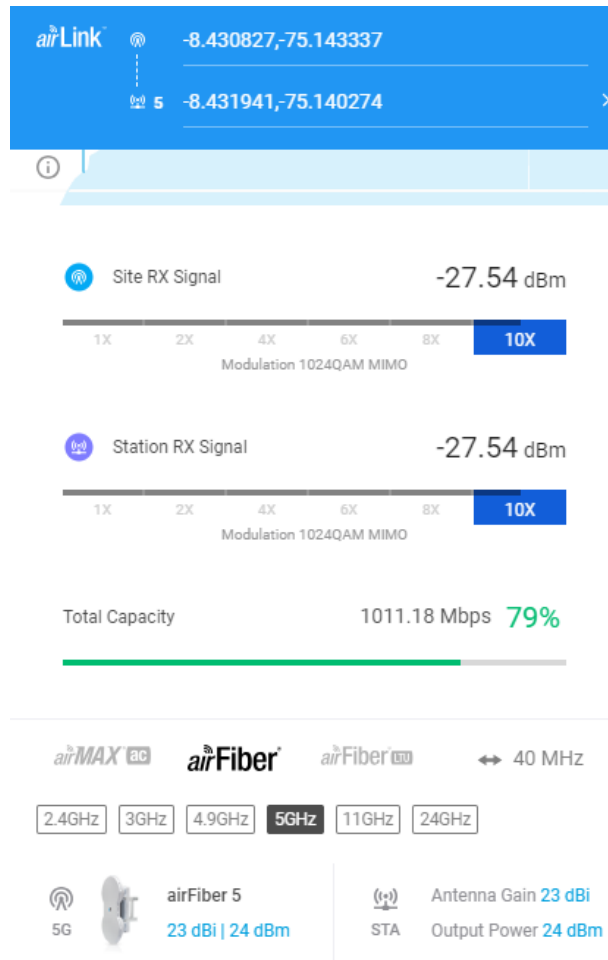 airLink
-8.430827,-75.143337
5 -8.431941,-75.140274
Site RX Signal -27.54 dBm
1X 2X 4X 6X 8X 10X
Modulation 1024QAM MIMO
Station RX Signal -27.54 dBm
1X 2X 4X 6X 8X 10X
Modulation 1024QAM MIMO
Total Capacity 1011.18 Mbps 79%
airMAX ac airFiber airFiber LTU 40 MHz
2.4GHz 3GHz 4.9GHz 5GHz 11GHz 24GHz
airFiber 5 Antenna Gain 23 dBi
5G 23 dBi | 24 dBm STA Output Power 24 dBm